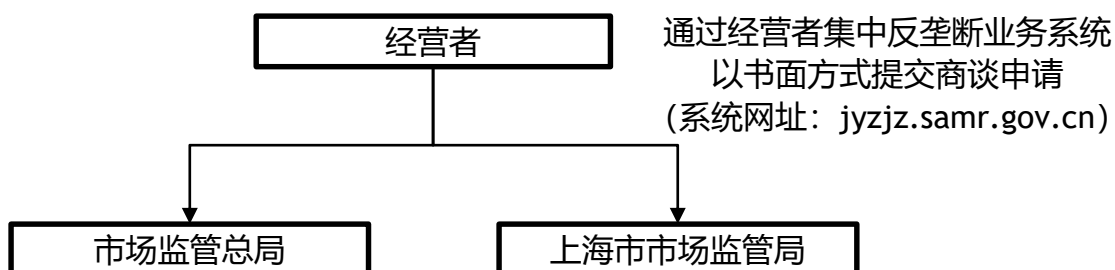 经营者
通过经营者集中反垄断业务系统
以书面方式提交商谈申请
（系统网址：jyzjz.samr.gov.cn）
市场监管总局
上海市市场监管局